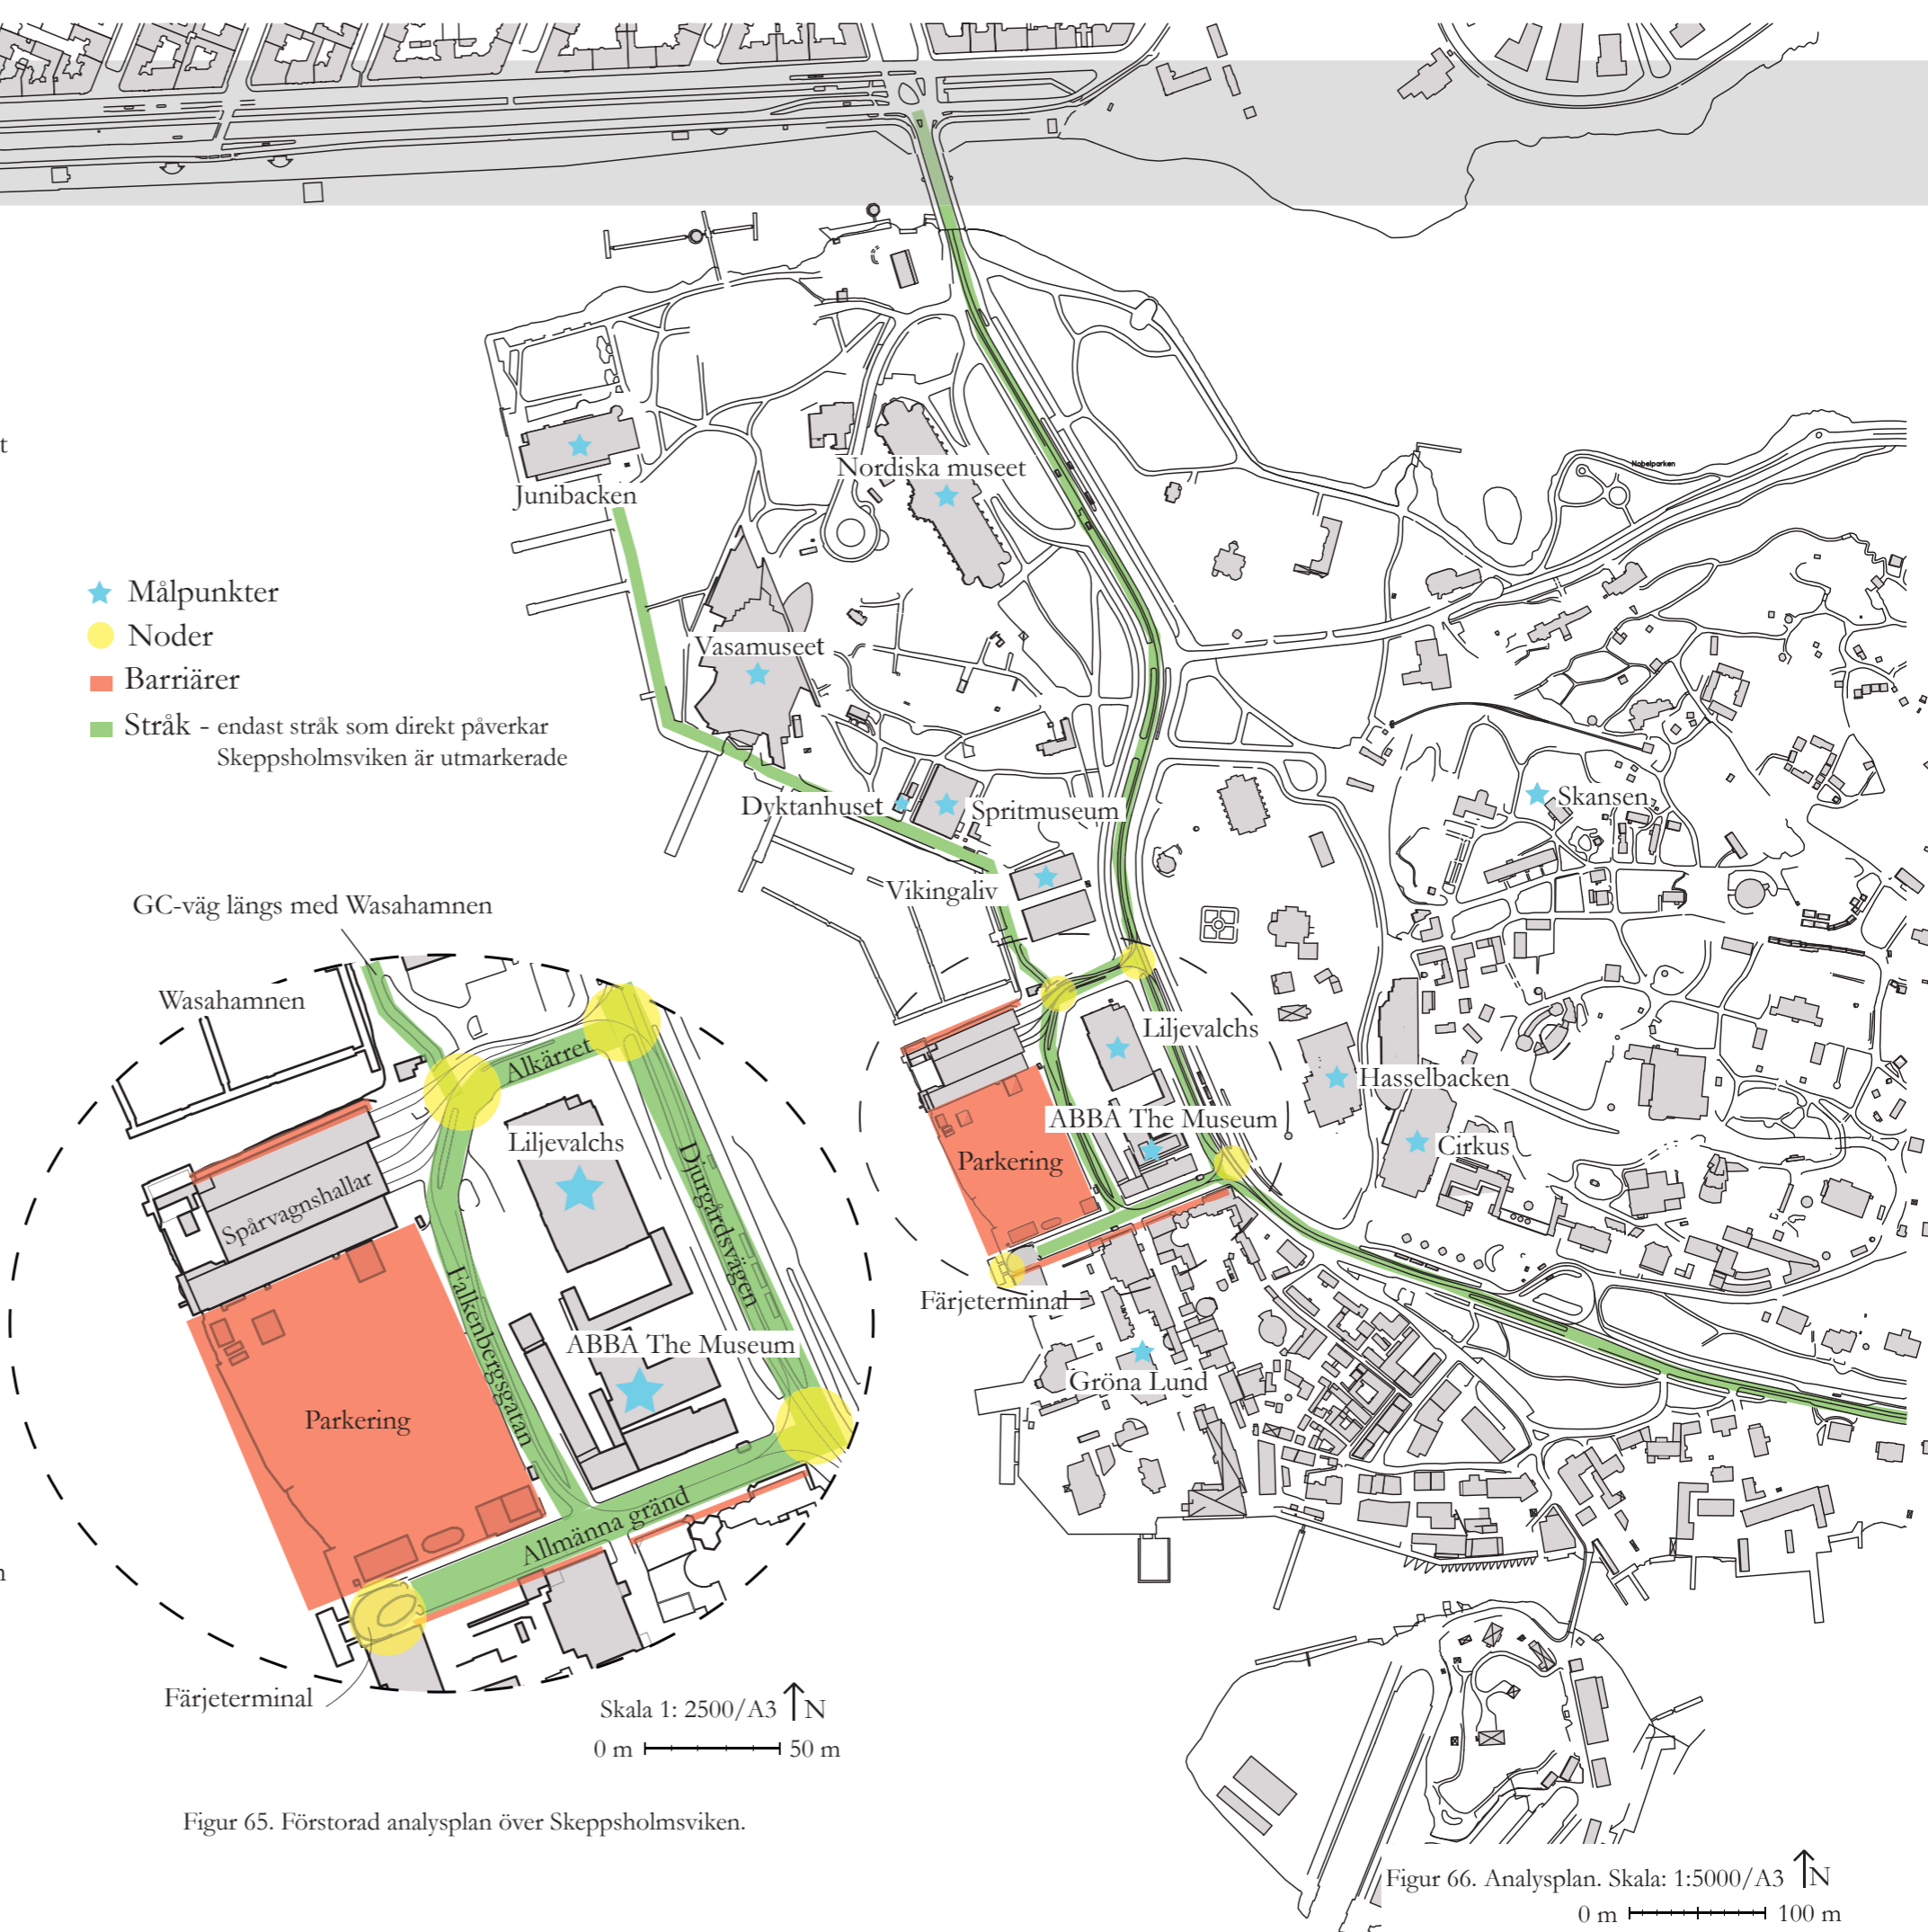 t
Nobelparken
Junibacken
Nordiska museet
Målpunkter
Noder
Barriärer
Stråk - endast stråk som direkt påverkar
Skeppsholmsviken är utmarkerade
Vasamuseet
Dyktanhuset
Spritmuseum
Skansen
Vikingaliv
Liljevalchs
Hasselbacken
ABBA The Museum
Cirkus
Parkering
Färjeterminal
Gröna Lund
GC-väg längs med Wasahamnen
Wasahamnen
Alkärret
Liljevalchs
Spårvagnshallar
Djurgårdsvägen
Falkenbergsgatan
ABBA The Museum
Parkering
Allmänna gränd
n
Färjeterminal
Skala 1: 2500/A3 N
0 m 50 m
Figur 65. Förstorad analysplan över Skeppsholmsviken.
Figur 66. Analysplan. Skala: 1:5000/A3 N
0 m 100 m